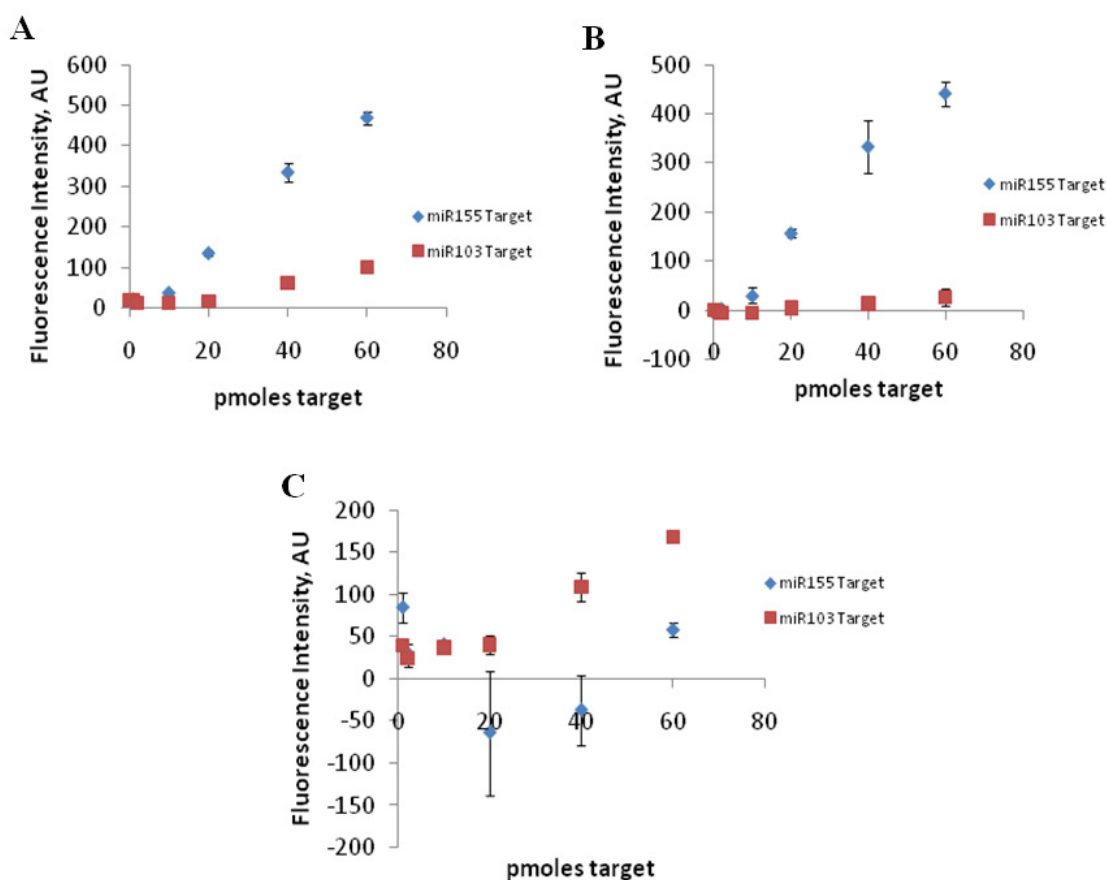 A
Fluorescence Intensity, AU
600
500
400
300
200
100
0
0 20 40 60 80
pmoles target
miR155 Target
miR103 Target
B
Fluorescence Intensity, AU
500
400
300
200
100
0
-100
0 20 40 60 80
pmoles target
miR155 Target
miR103 Target
C
Fluorescence Intensity, AU
200
150
100
50
0
-50
-100
-150
-200
0 20 40 60 80
pmoles target
miR155 Target
miR103 Target